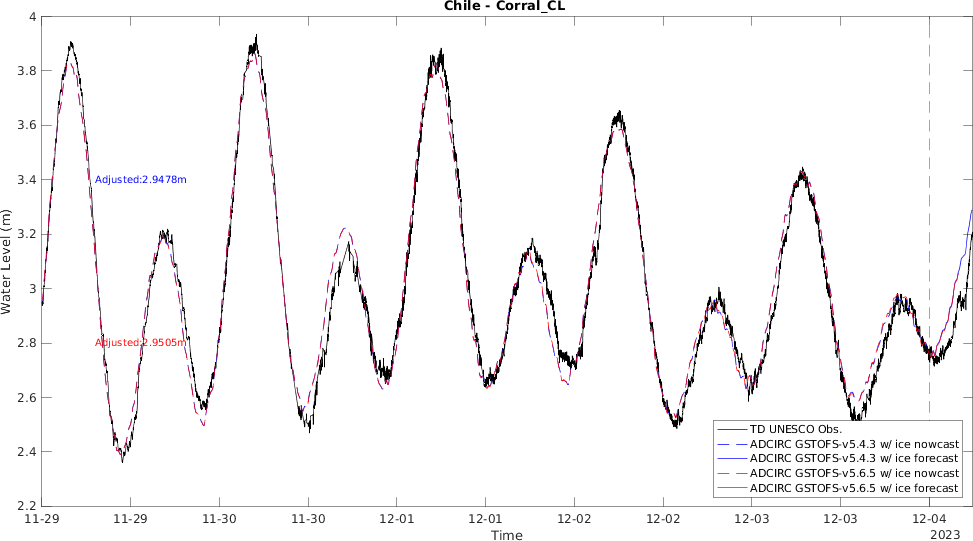 Chile - Corral_CL
4
3.8
3.6
3.4
3.2
3
2.8
2.6
2.4
2.2
Water Level (m)
Adjusted:2.9478m
Adjusted:2.9505m
TD UNESCO Obs.
ADCIRC GSTOFS-v5.4.3 w/ ice nowcast
ADCIRC GSTOFS-v5.4.3 w/ ice forecast
ADCIRC GSTOFS-v5.6.5 w/ ice nowcast
ADCIRC GSTOFS-v5.6.5 w/ ice forecast
11-29 11-29 11-30 11-30 12-01 12-01 12-02 12-02 12-03 12-03 12-04
2023
Time